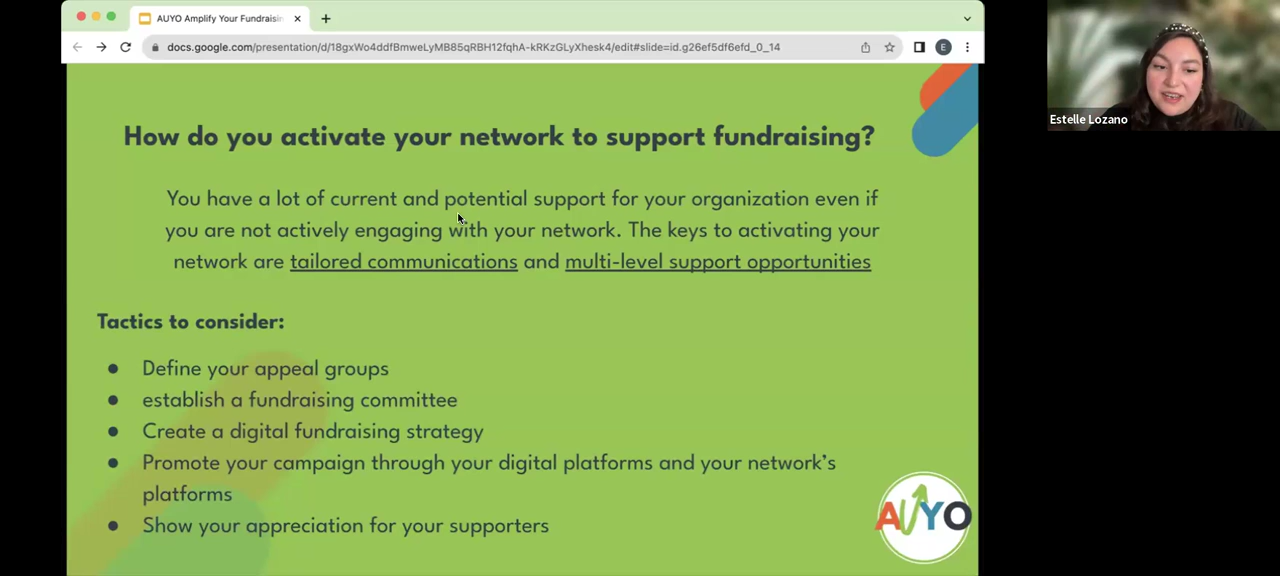 AUYO Amplify Your Fundraisin
docs.google.com/presentation/d/18gxWo4ddfBmweLyMB85qRBH12fqhA-kRKzGLyXhesk4/edit#slide=id.g26ef5df6efd_0_14
E
Estelle Lozano
How do you activate your network to support fundraising?
You have a lot of current and potential support for your organization even if
you are not actively engaging with your network. The keys to activating your
network are tailored communications and multi-level support opportunities
Tactics to consider:
● Define your appeal groups
● establish a fundraising committee
● Create a digital fundraising strategy
● Promote your campaign through your digital platforms and your network's
platforms
● Show your appreciation for your supporters
AUYO